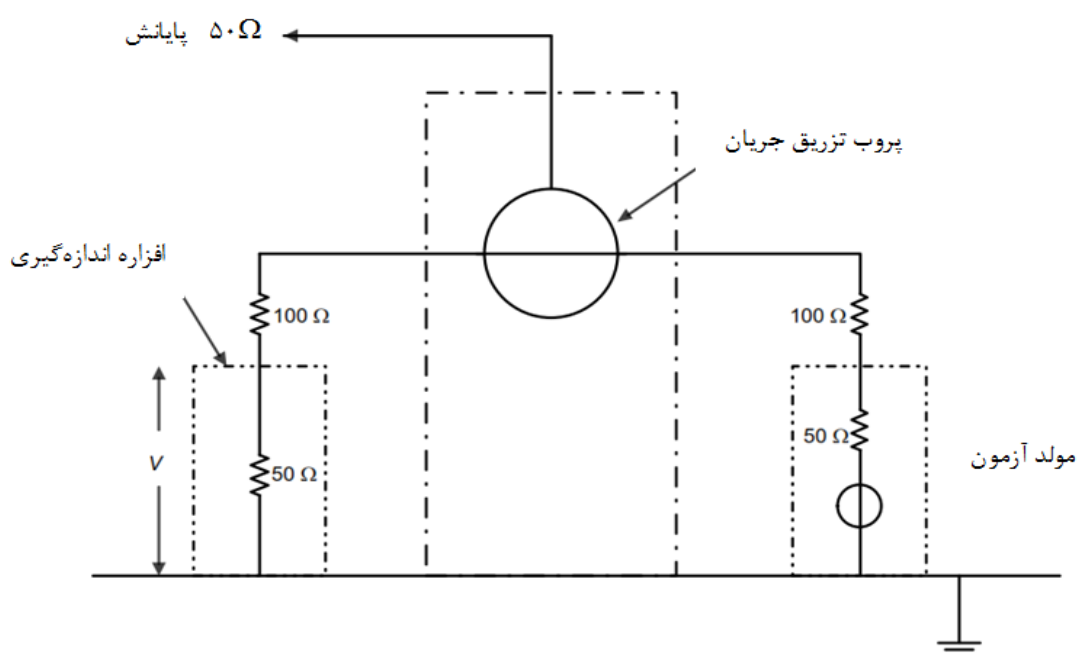 پایانش ۵۰Ω
پروب تزریق جریان
افزاره اندازه‌گیری
100 Ω
100 Ω
50 Ω
V
50 Ω
مولد آزمون